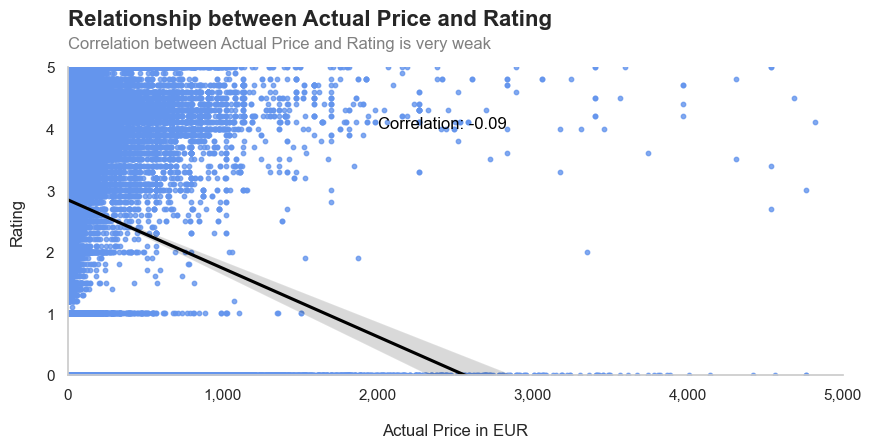 Relationship between Actual Price and Rating
Correlation between Actual Price and Rating is very weak
5
4
3
2
1
0
Rating
Correlation: -0.09
0
1,000
2,000
3,000
4,000
5,000
Actual Price in EUR